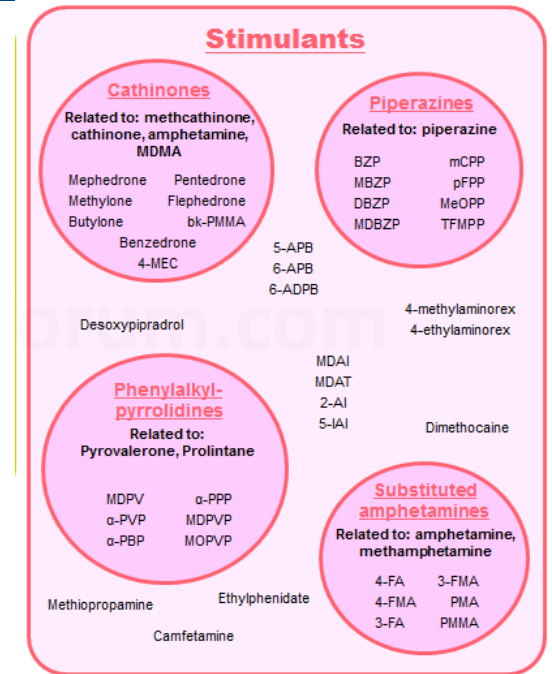 Stimulants
Cathinones
Related to: methcathinone,
cathinone, amphetamine,
MDMA
Mephedrone Pentedrone
Methylone Flephedrone
Butylone bk-PMMA
Benzedrone
4-MEC
Piperazines
Related to: piperazine
BZP mCPP
MBZP pFPP
DBZP MeOPP
MDBZP TFMPP
5-APB
6-APB
6-ADPB
4-methylaminorex
4-ethylaminorex
Desoxypipradrol
orum.com
MDAI
MDAT
2-AI
5-IAI
Dimethocaine
Phenylalkyl-
pyrrolidines
Related to:
Pyrovalerone, Prolintane
MDPV α-PPP
α-PVP MDPVP
α-PBP MOPVP
Substituted
amphetamines
Related to: amphetamine,
methamphetamine
4-FA 3-FMA
4-FMA PMA
3-FA PMMA
Methiopropamine
Ethylphenidate
Camfetamine